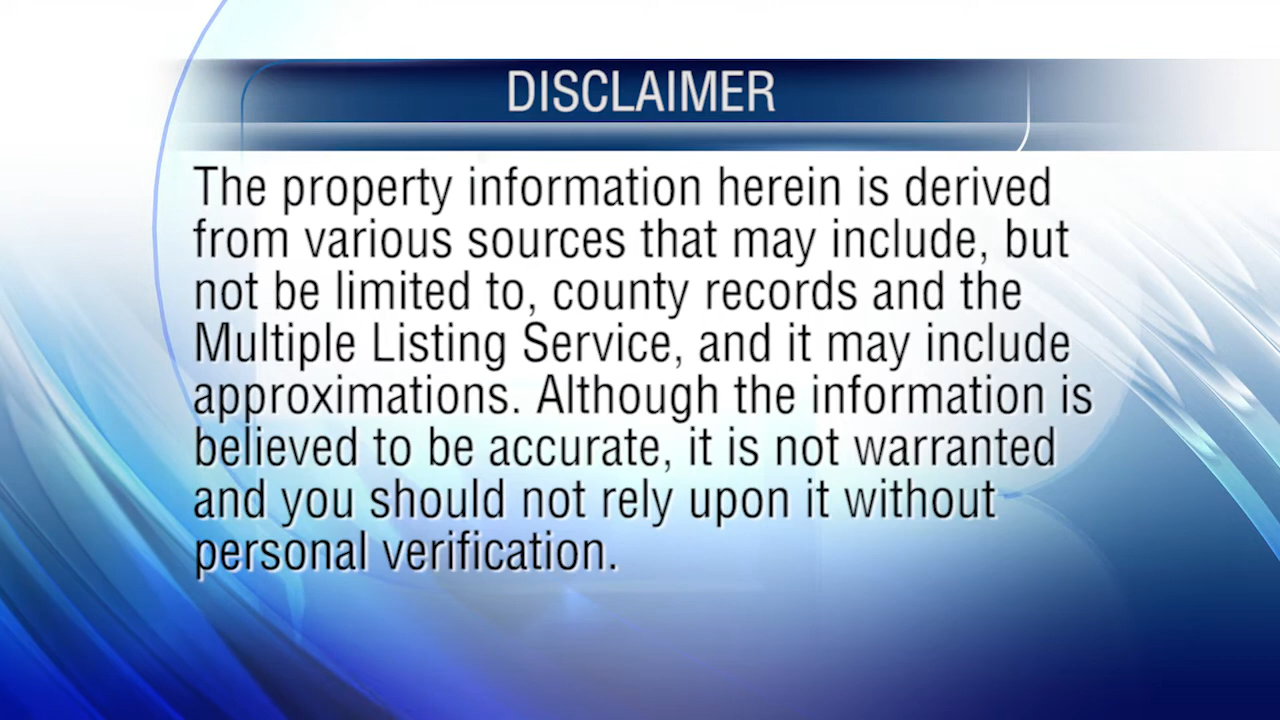 DISCLAIMER
The property information herein is derived
from various sources that may include, but
not be limited to, county records and the
Multiple Listing Service, and it may include
approximations. Although the information is
believed to be accurate, it is not warranted
and you should not rely upon it without
personal verification.